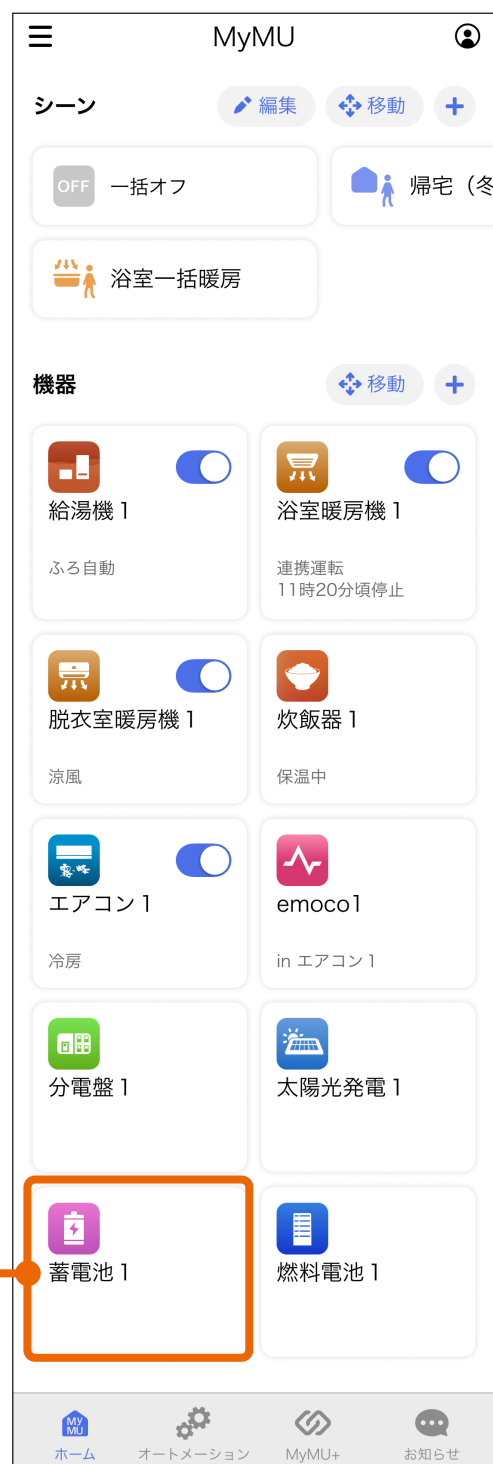 MyMU
シーン
編集
移動
OFF 一括オフ
帰宅（冬
浴室一括暖房
機器
移動
給湯機 1
ふろ自動
浴室暖房機 1
連携運転
11時20分頃停止
脱衣室暖房機 1
涼風
炊飯器 1
保温中
霧ヶ峰
エアコン 1
冷房
emoco1
in エアコン 1
分電盤 1
太陽光発電 1
蓄電池 1
燃料電池 1
MY
MU
ホーム
オートメーション
MyMU+
お知らせ